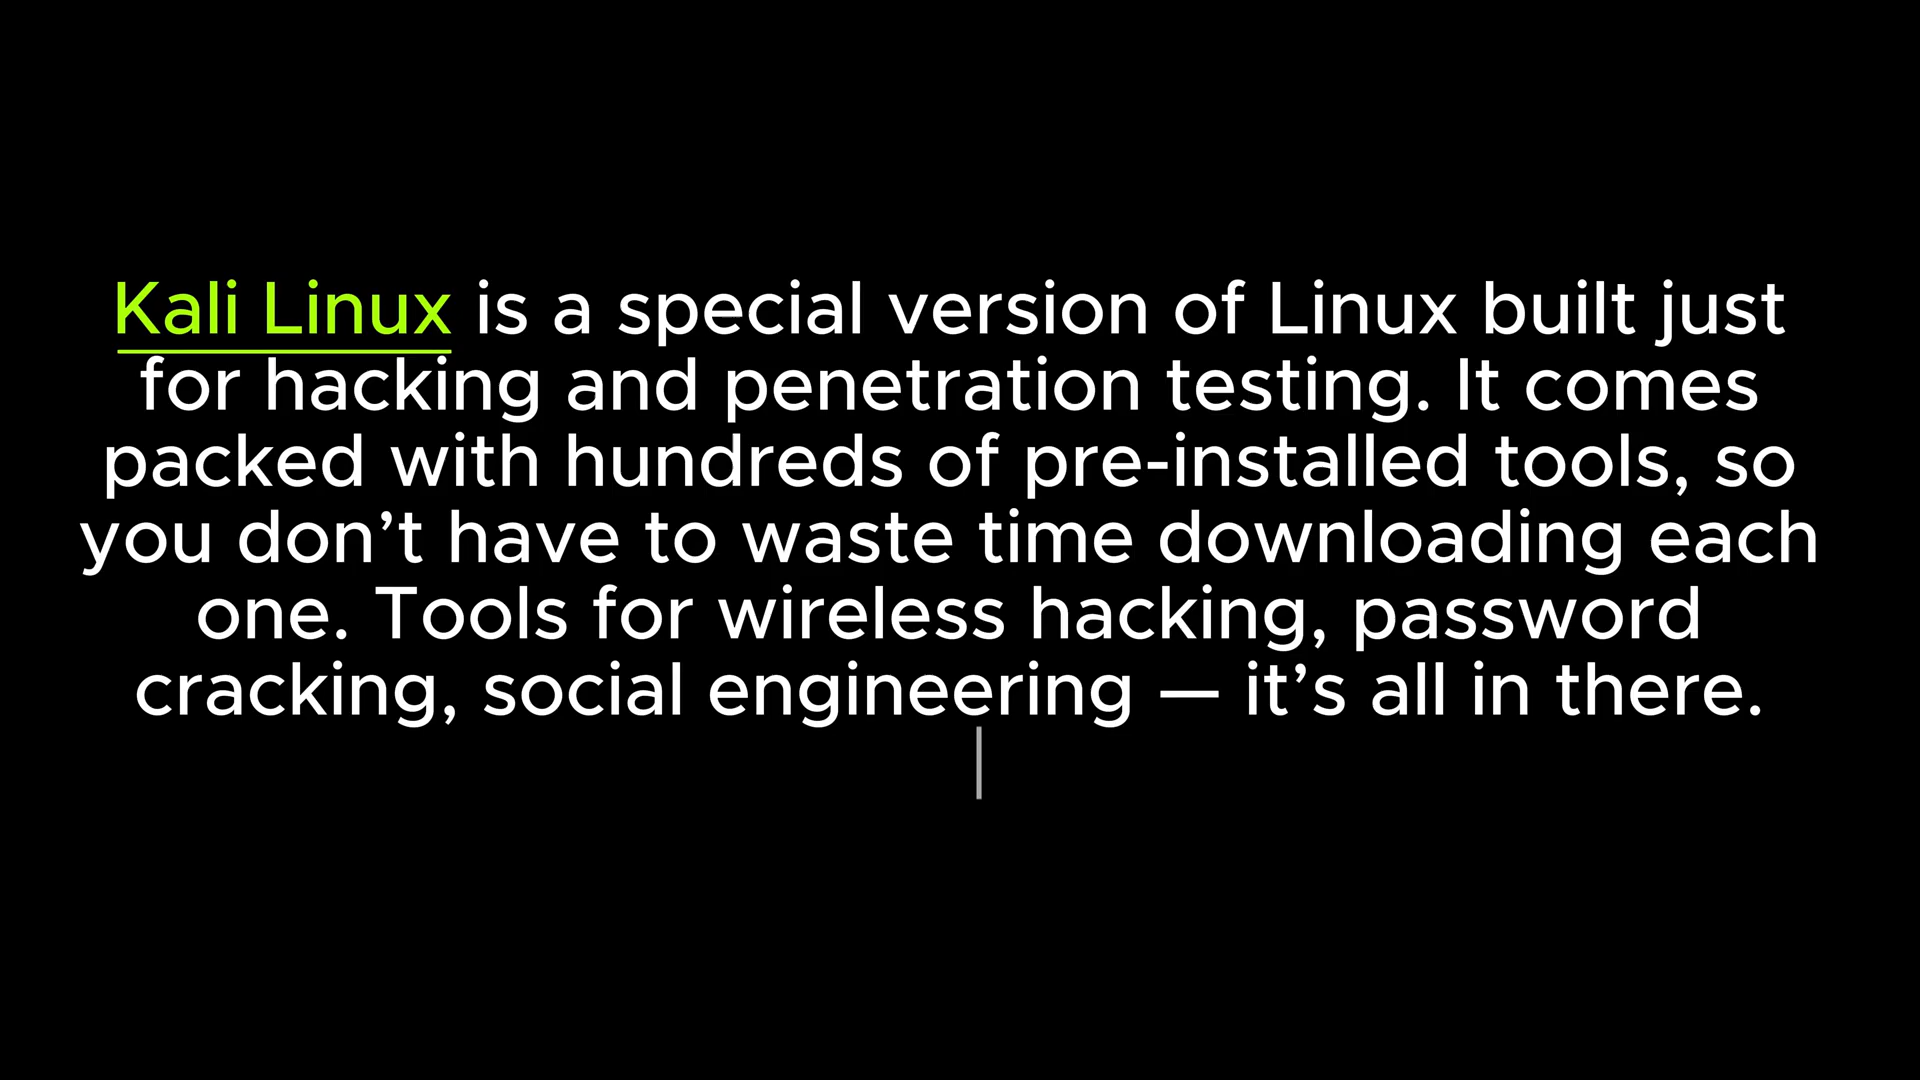 Kali Linux is a special version of Linux built just
for hacking and penetration testing. It comes
packed with hundreds of pre-installed tools, so
you don’t have to waste time downloading each
one. Tools for wireless hacking, password
cracking, social engineering — it’s all in there.